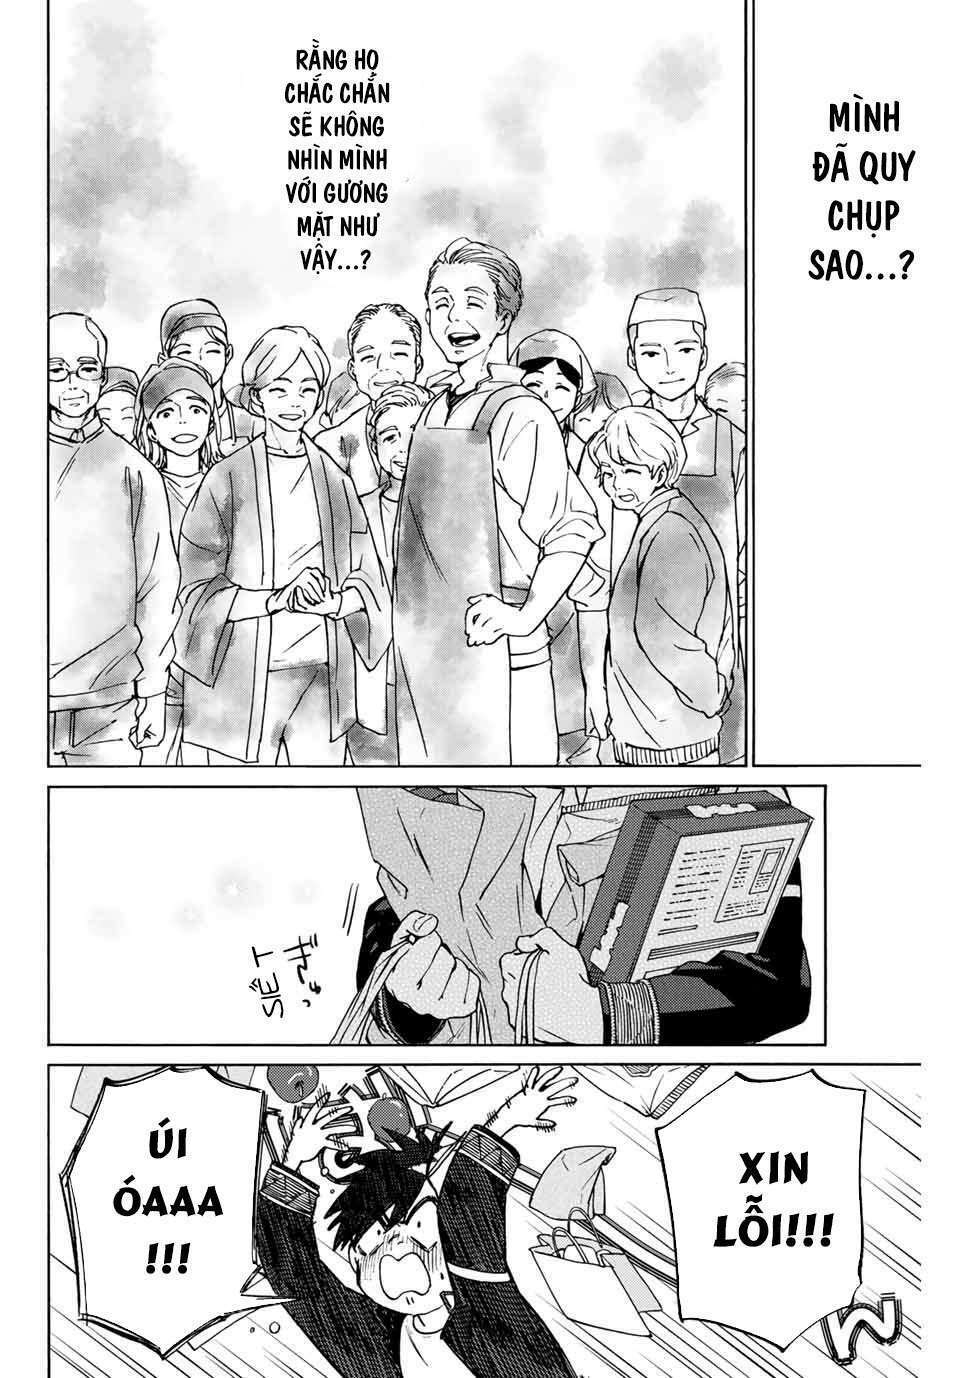 MÌNH
ĐÃ QUY
CHỤP
SAO...?
RẰNG HỌ
CHẮC CHẮN
SẼ KHÔNG
NHÌN MÌNH
VỚI GƯƠNG
MẶT NHƯ
VẬY...?
SIẾT
XIN
LỖI!!!
ÚI
ÓAAA
!!!